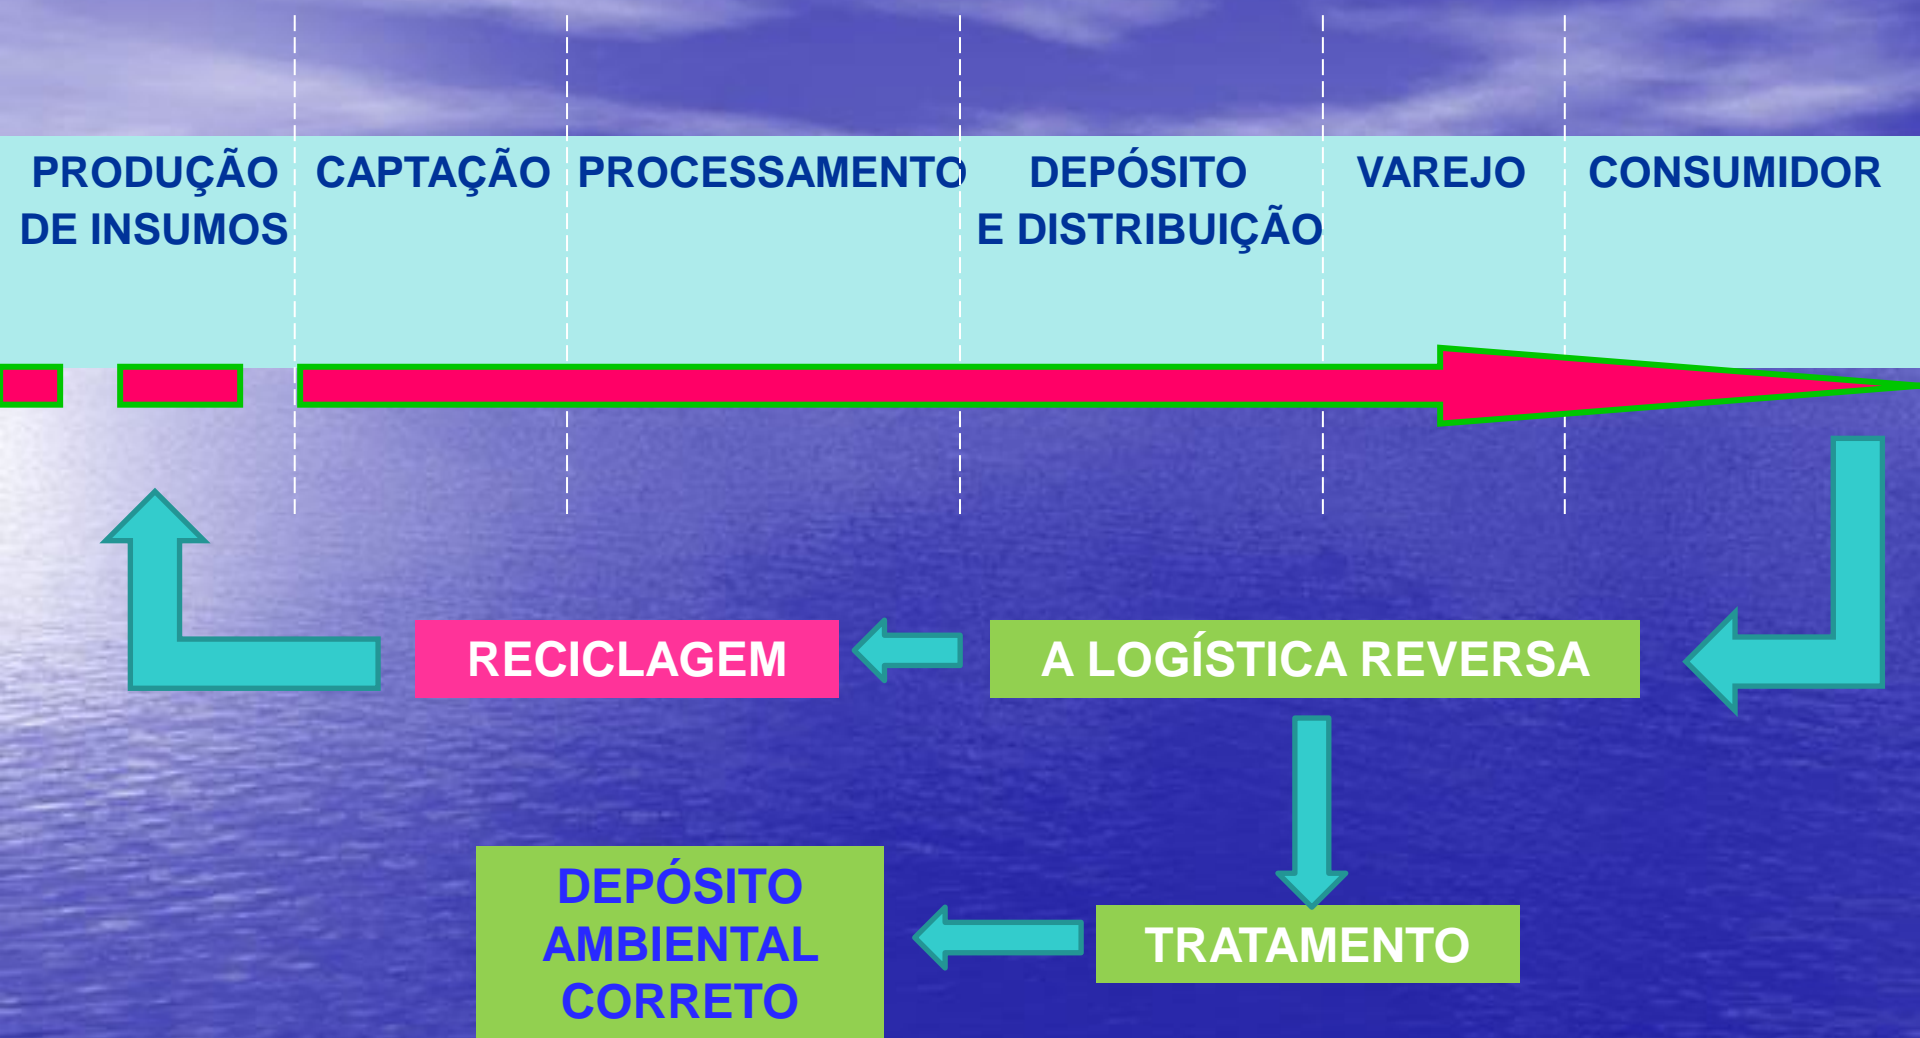 PRODUÇÃO
DE INSUMOS
CAPTAÇÃO
PROCESSAMENTO
DEPÓSITO
E DISTRIBUIÇÃO
VAREJO
CONSUMIDOR
RECICLAGEM
A LOGÍSTICA REVERSA
DEPÓSITO
AMBIENTAL
CORRETO
TRATAMENTO